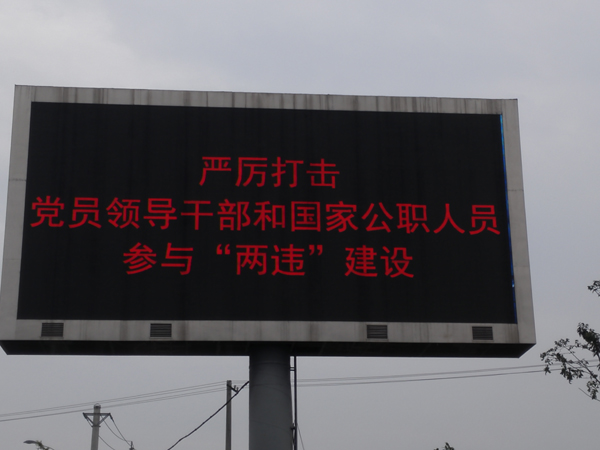 严厉打击
党员领导干部和国家公职人员
参与“两违”建设